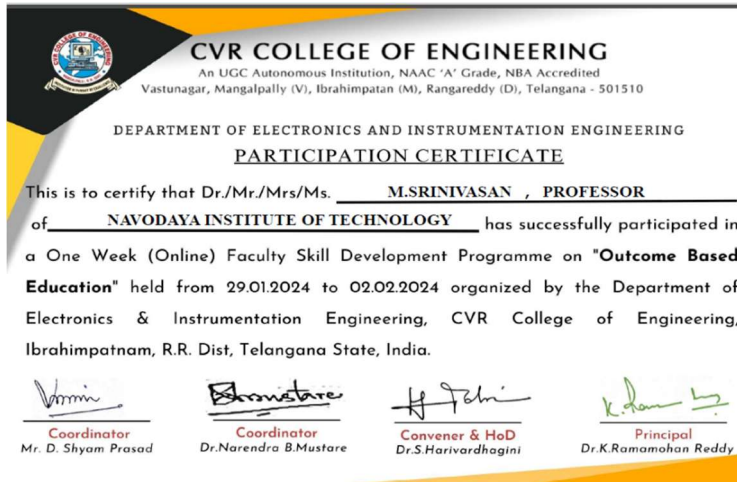 CVR COLLEGE OF ENGINEERING
CVR COLLEGE OF ENGINEERING
An UGC Autonomous Institution, NAAC ‘A’ Grade, NBA Accredited
Vastunagar, Mangalpally (V), Ibrahimpatan (M), Rangareddy (D), Telangana - 501510
DEPARTMENT OF ELECTRONICS AND INSTRUMENTATION ENGINEERING
PARTICIPATION CERTIFICATE
This is to certify that Dr./Mr./Mrs/Ms. M.SRINIVASAN , PROFESSOR
of NAVODAYA INSTITUTE OF TECHNOLOGY has successfully participated in
a One Week (Online) Faculty Skill Development Programme on "Outcome Based
Education" held from 29.01.2024 to 02.02.2024 organized by the Department of
Electronics & Instrumentation Engineering, CVR College of Engineering,
Ibrahimpatnam, R.R. Dist, Telangana State, India.
Coordinator Coordinator Convener & HoD Principal
Mr. D. Shyam Prasad Dr.Narendra B.Mustare Dr.S.Harivardhagini Dr.K.Ramamohan Reddy